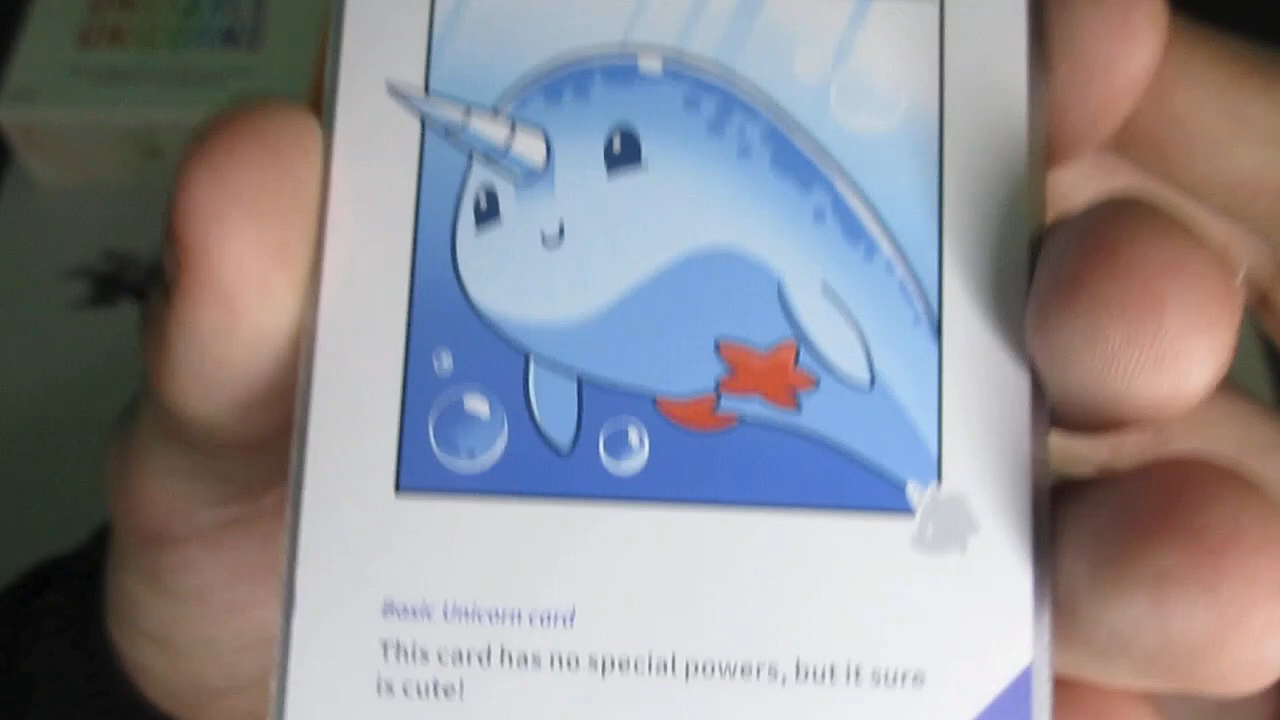 Basic Unicorn card
This card has no special powers, but it sure
is cute!